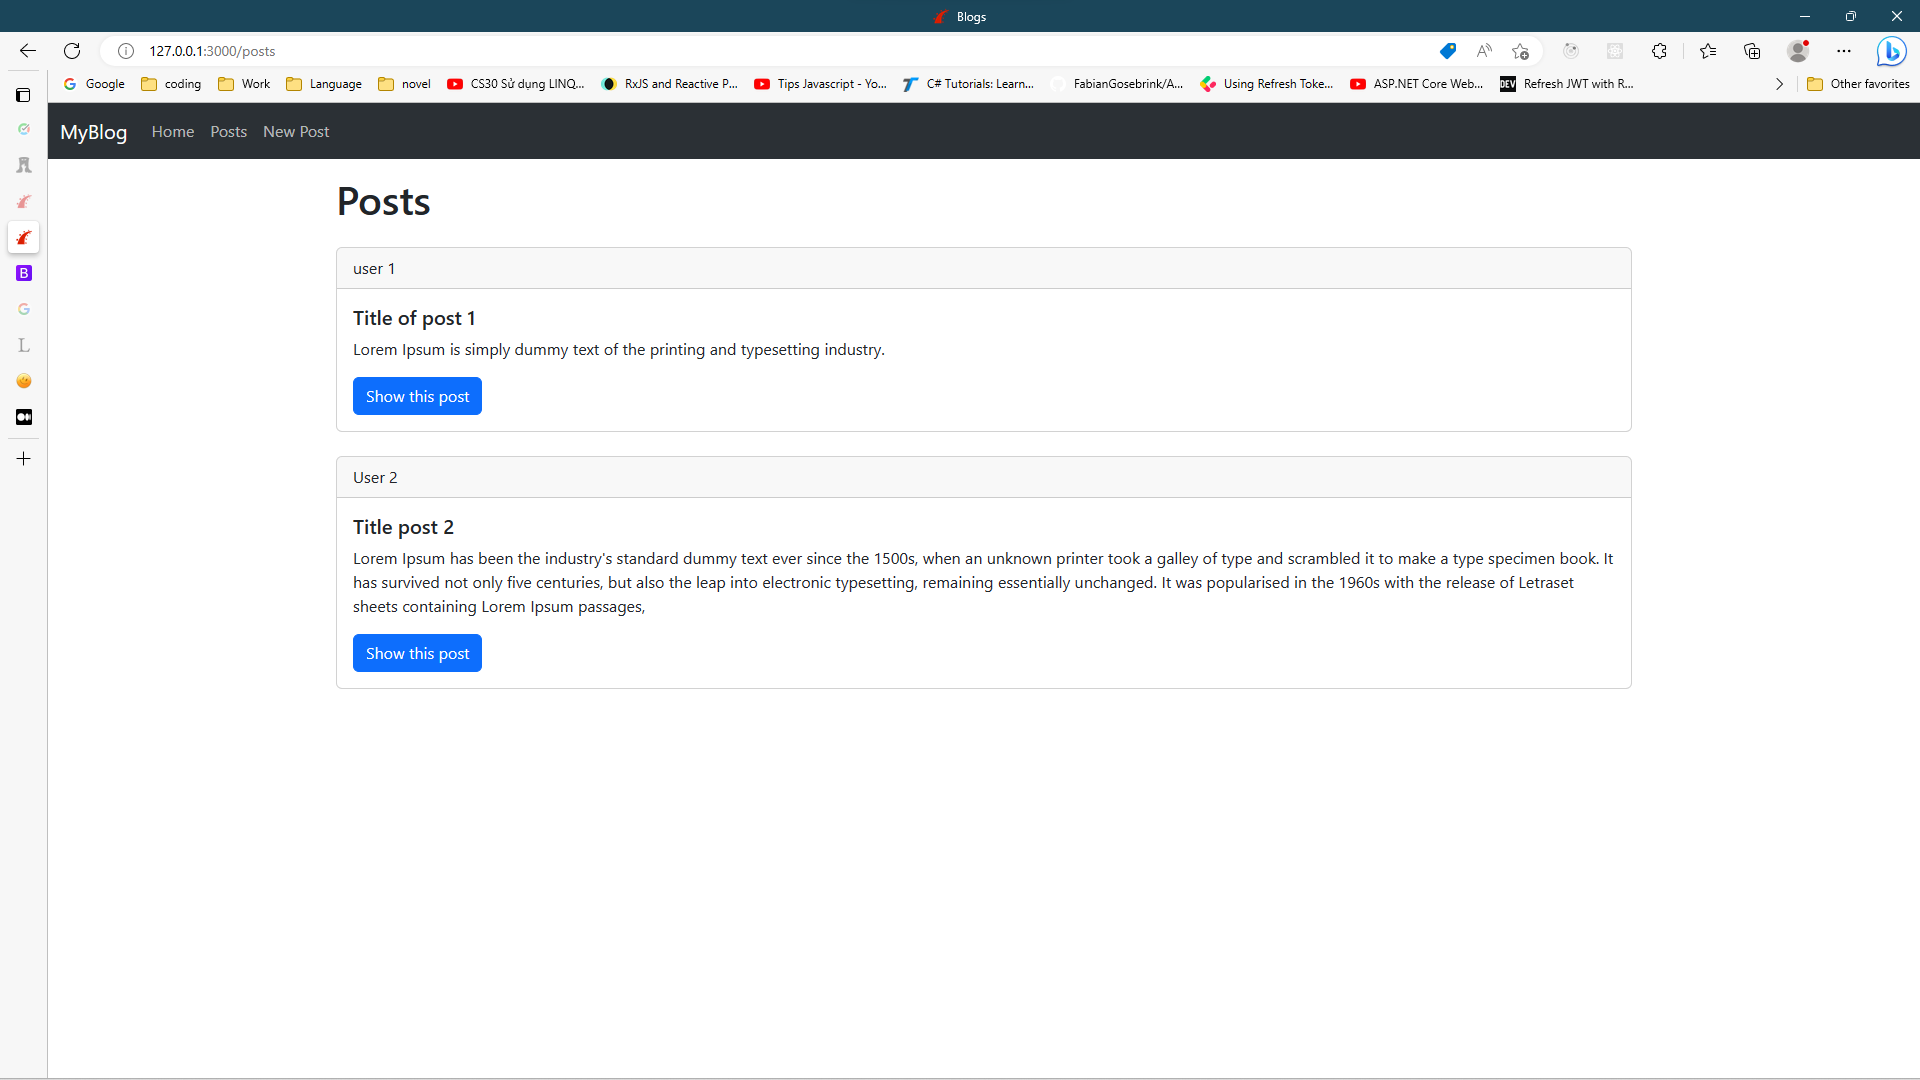 Blogs
127.0.0.1:3000/posts
Google coding Work Language novel CS30 Sử dụng LINQ... RxJS and Reactive P... Tips Javascript - Yo... C# Tutorials: Learn... FabianGosebrink/A... Using Refresh Toke... ASP.NET Core Web... DEV Refresh JWT with R... Other favorites
MyBlog Home Posts New Post
Posts
user 1
Title of post 1
Lorem Ipsum is simply dummy text of the printing and typesetting industry.
Show this post
User 2
Title post 2
Lorem Ipsum has been the industry's standard dummy text ever since the 1500s, when an unknown printer took a galley of type and scrambled it to make a type specimen book. It
has survived not only five centuries, but also the leap into electronic typesetting, remaining essentially unchanged. It was popularised in the 1960s with the release of Letraset
sheets containing Lorem Ipsum passages,
Show this post